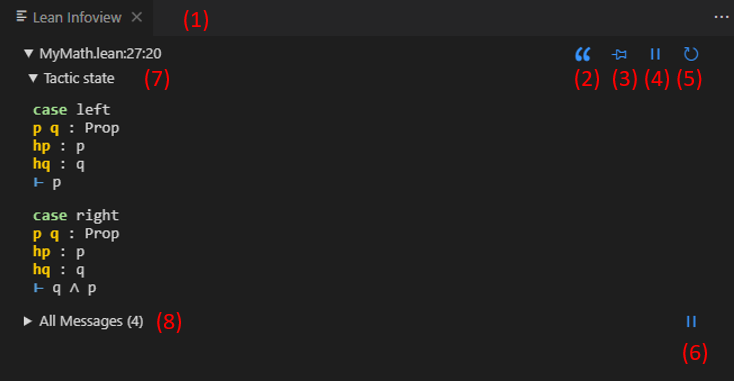 Lean Infoview × (1) ...
MyMath.lean:27:20
(2) (3) (4) (5)
Tactic state (7)
case left
p q : Prop
hp : p
hq : q
⊢ p
case right
p q : Prop
hp : p
hq : q
⊢ q ∧ p
All Messages (4) (8)
(6)